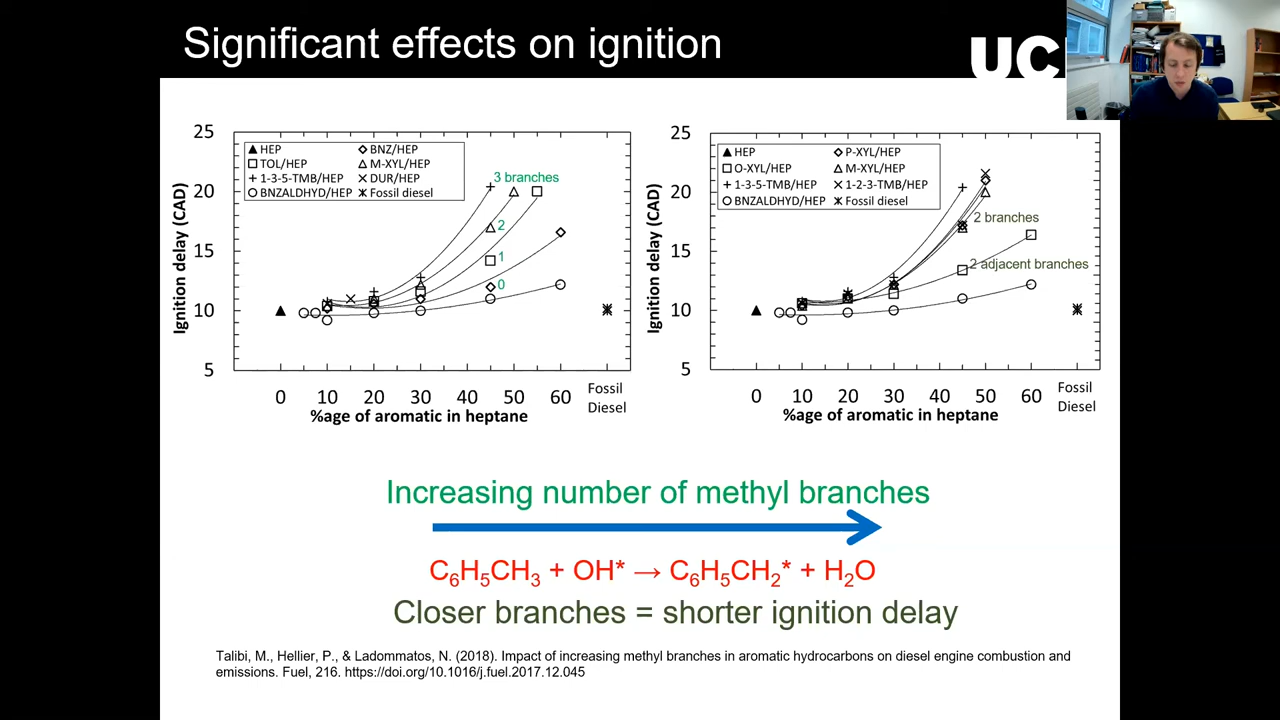 Significant effects on ignition
UC
25
20
15
10
5
Ignition delay (CAD)
HEP
BNZ/HEP
TOL/HEP
M-XYL/HEP
1-3-5-TMB/HEP
DUR/HEP
BNZALDHYD/HEP
Fossil diesel
3 branches
2
1
0
0 10 20 30 40 50 60
Fossil
Diesel
%age of aromatic in heptane
25
20
15
10
5
Ignition delay (CAD)
HEP
P-XYL/HEP
O-XYL/HEP
M-XYL/HEP
1-3-5-TMB/HEP
1-2-3-TMB/HEP
BNZALDHYD/HEP
Fossil diesel
2 branches
2 adjacent branches
0 10 20 30 40 50 60
Fossil
Diesel
%age of aromatic in heptane
Increasing number of methyl branches
C₆H₅CH₃ + OH* → C₆H₅CH₂* + H₂O
Closer branches = shorter ignition delay
Talibi, M., Hellier, P., & Ladommatos, N. (2018). Impact of increasing methyl branches in aromatic hydrocarbons on diesel engine combustion and
emissions. Fuel, 216. https://doi.org/10.1016/j.fuel.2017.12.045